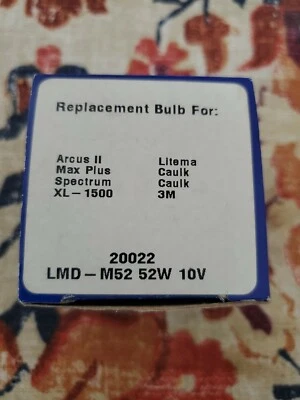 Replacement Bulb For:
Arcus II Litema
Max Plus Caulk
Spectrum Caulk
XL-1500 3M
20022
LMD-M52 52W 10V